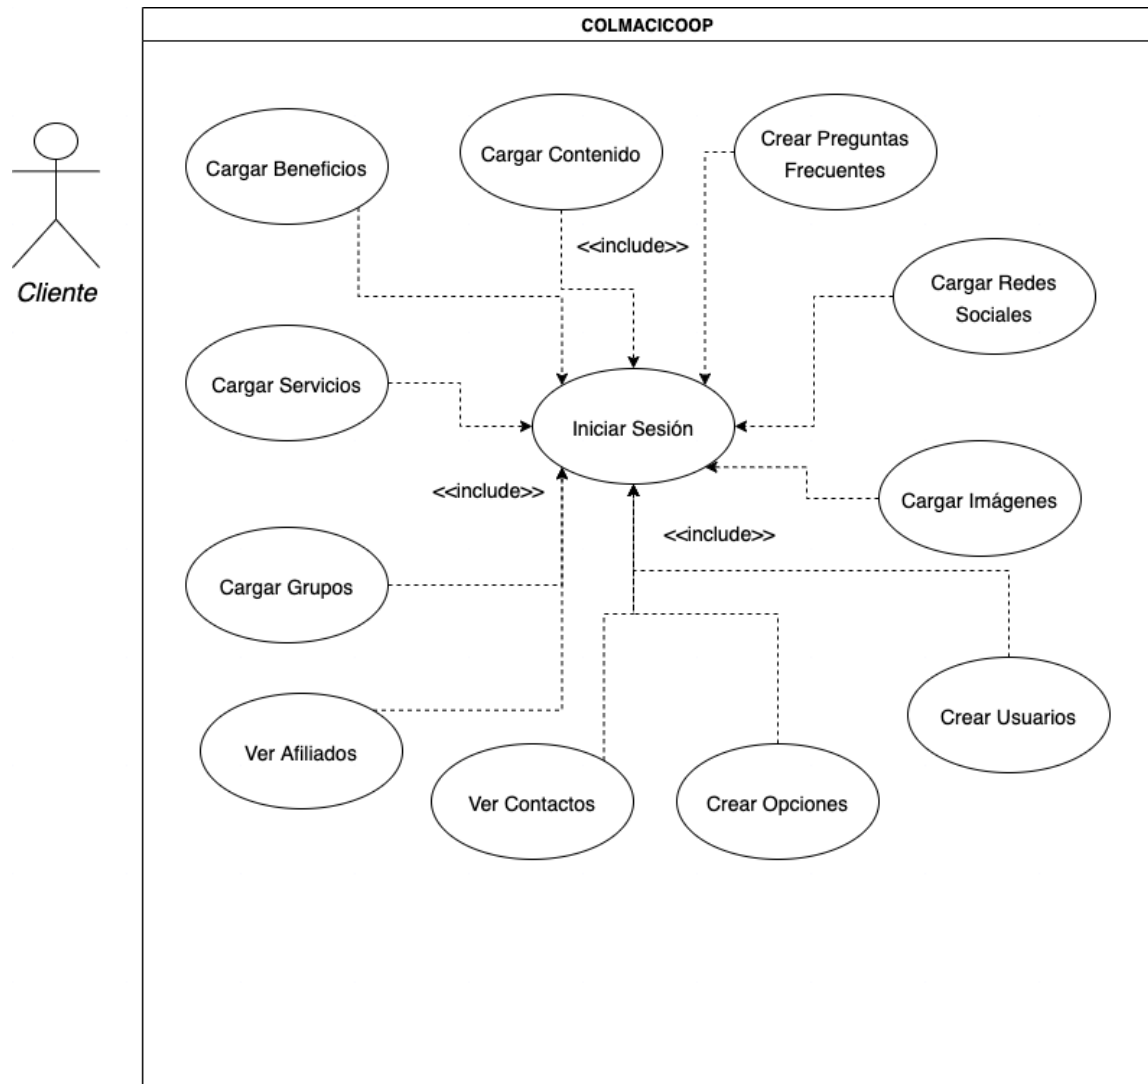 COLMACICOOP
Cliente
Cargar Beneficios
Cargar Contenido
Crear Preguntas
Frecuentes
<<include>>
Cargar Redes
Sociales
Cargar Servicios
Iniciar Sesión
<<include>>
Cargar Imágenes
<<include>>
Cargar Grupos
Crear Usuarios
Ver Afiliados
Ver Contactos
Crear Opciones